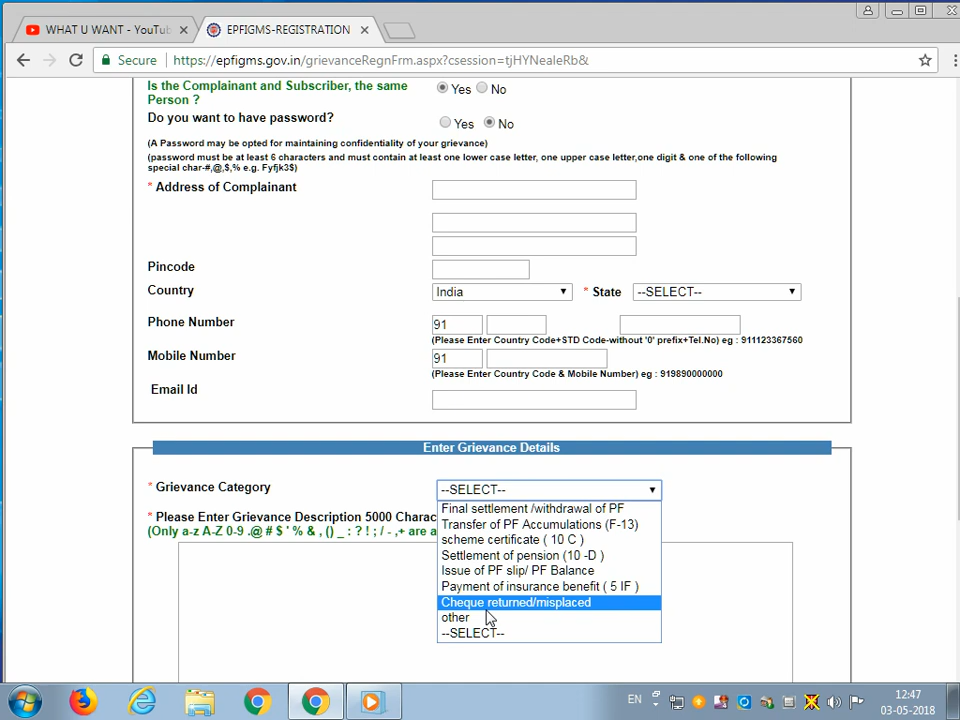 WHAT U WANT - YouTub
EPFIGMS-REGISTRATION
Secure
https://epfigms.gov.in/grievanceRegnFrm.aspx?csession=tjHYNealeRb&
Is the Complainant and Subscriber, the same
Person ?
Yes No
Do you want to have password?
Yes No
(A Password may be opted for maintaining confidentiality of your grievance)
(password must be at least 6 characters and must contain at least one lower case letter, one upper case letter,one digit & one of the following
special char-#,@,$,% e.g. Fyfjk3$)
* Address of Complainant
Pincode
Country India * State --SELECT--
Phone Number 91
(Please Enter Country Code+STD Code-without '0' prefix+Tel.No) eg : 911123367560
Mobile Number 91
(Please Enter Country Code & Mobile Number) eg : 919890000000
Email Id
Enter Grievance Details
* Grievance Category --SELECT--
* Please Enter Grievance Description 5000 Charac
(Only a-z A-Z 0-9 .@ # $ ' % & , () _ : ? ! ; / - ,+ are a
Final settlement /withdrawal of PF
Transfer of PF Accumulations (F-13)
scheme certificate ( 10 C )
Settlement of pension (10 -D )
Issue of PF slip/ PF Balance
Payment of insurance benefit ( 5 IF )
Cheque returned/misplaced
other
--SELECT--
EN
12:47
03-05-2018